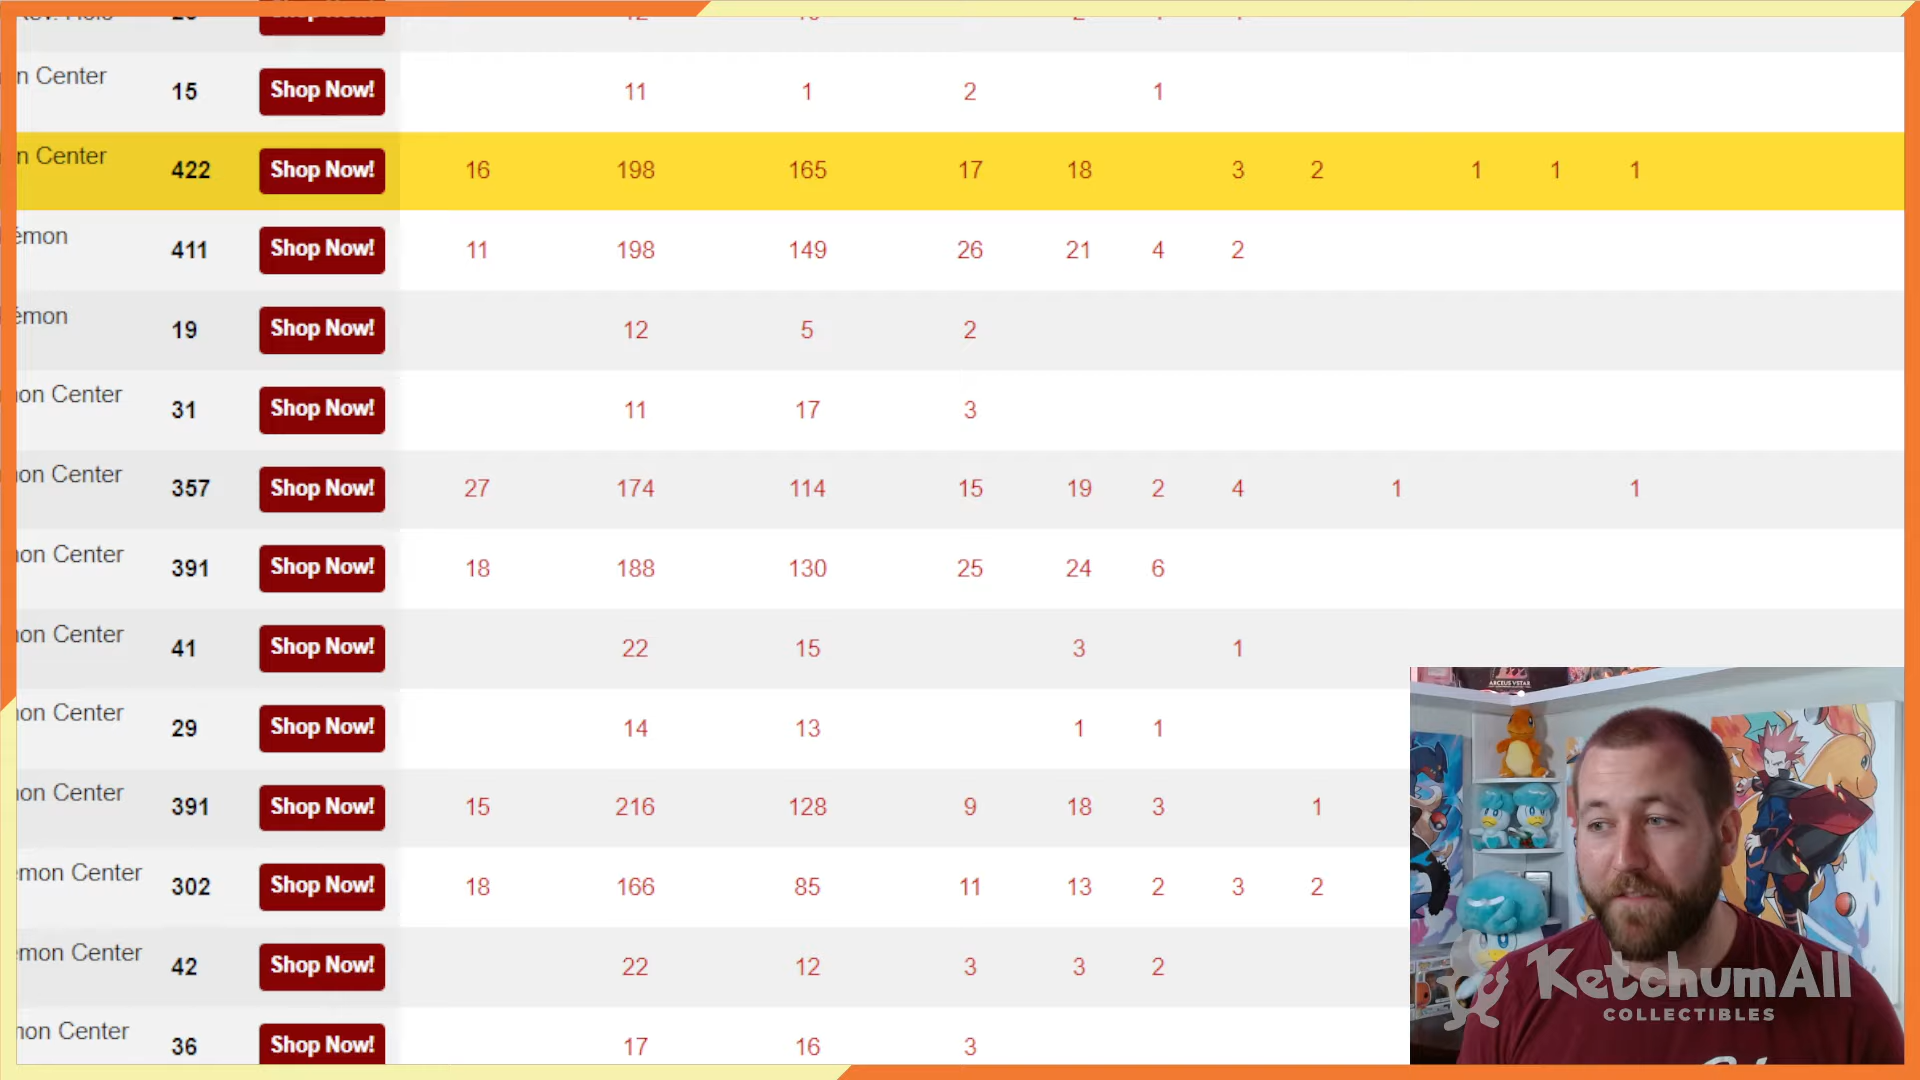 n Center 15 Shop Now! 11 1 2 1
n Center 422 Shop Now! 16 198 165 17 18 3 2 1 1 1
émon 411 Shop Now! 11 198 149 26 21 4 2
émon 19 Shop Now! 12 5 2
on Center 31 Shop Now! 11 17 3
on Center 357 Shop Now! 27 174 114 15 19 2 4 1 1
on Center 391 Shop Now! 18 188 130 25 24 6
on Center 41 Shop Now! 22 15 3 1
on Center 29 Shop Now! 14 13 1 1
on Center 391 Shop Now! 15 216 128 9 18 3 1
mon Center 302 Shop Now! 18 166 85 11 13 2 3 2
mon Center 42 Shop Now! 22 12 3 3 2
on Center 36 Shop Now! 17 16 3
ARCEUS VSTAR
KetchumAll
COLLECTIBLES